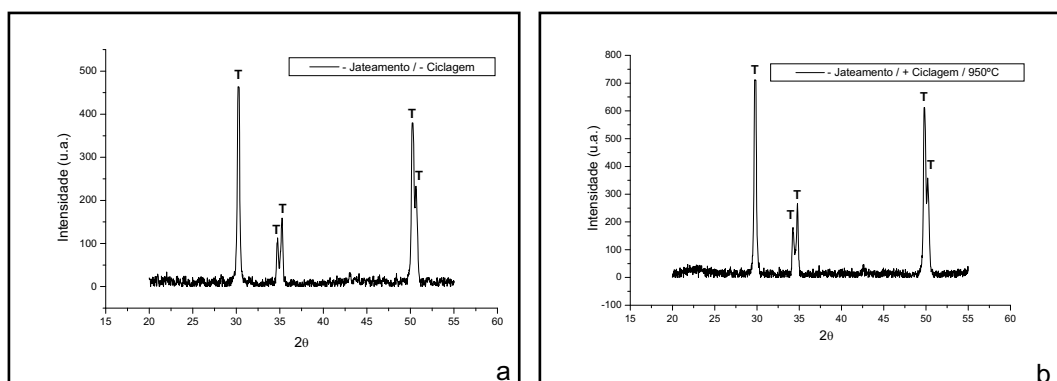 - Jateamento / - Ciclagem
T
T
T
T
T
500
400
300
200
100
0
Intensidade (u.a.)
15 20 25 30 35 40 45 50 55 60
2θ
a
- Jateamento / + Ciclagem / 950ºC
T
T
T
T
T
800
700
600
500
400
300
200
100
0
-100
Intensidade (u.a.)
15 20 25 30 35 40 45 50 55 60
2θ
b